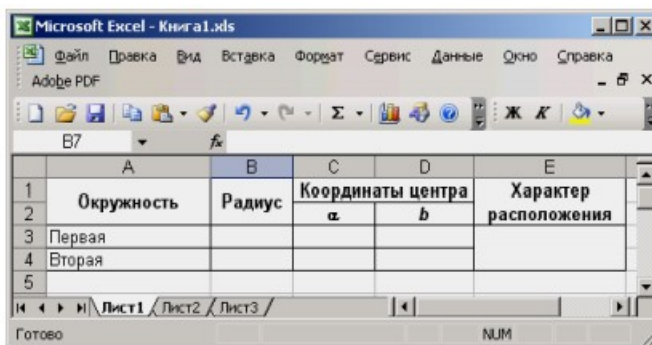 Microsoft Excel - Книга1.xls
Файл Правка Вид Вставка Формат Сервис Данные Окно Справка
Adobe PDF
Σ Ж К
B7 fx
A B C D E
1 Окружность Радиус Координаты центра Характер расположения
2 α b
3 Первая
4 Вторая
5
Лист1 Лист2 Лист3
Готово NUM